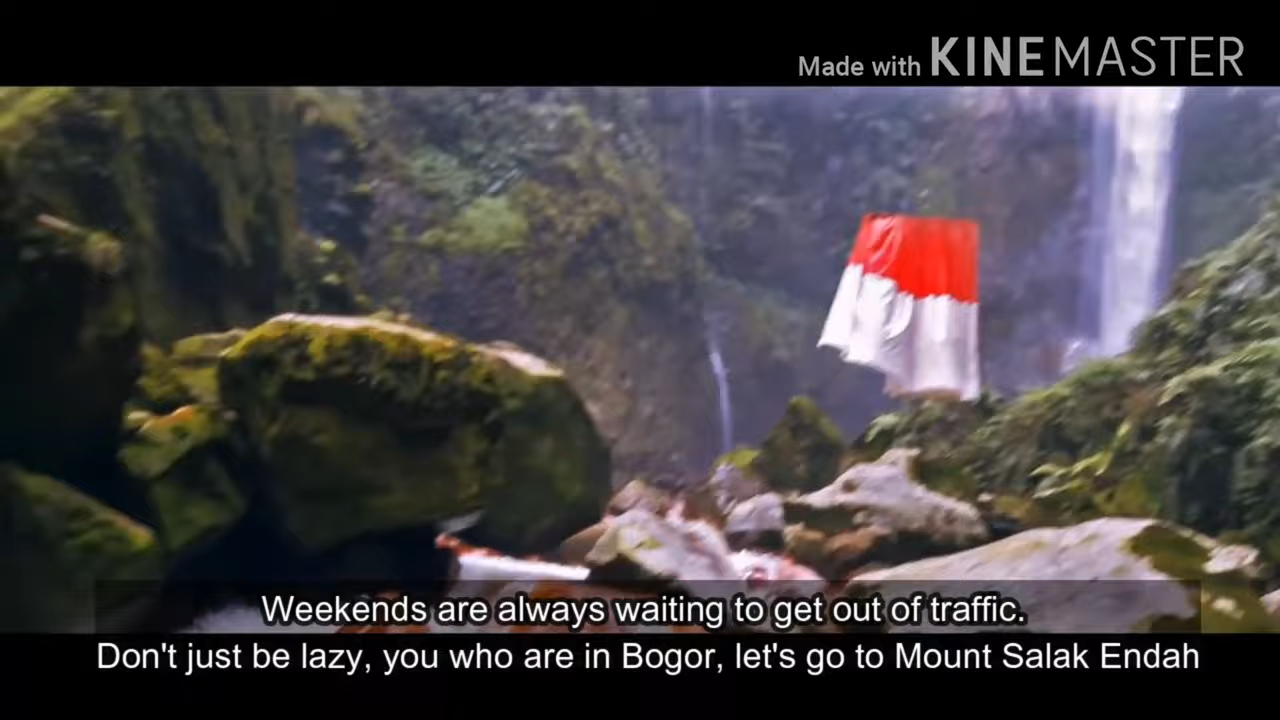 Made with KINEMASTER
Weekends are always waiting to get out of traffic.
Don't just be lazy, you who are in Bogor, let's go to Mount Salak Endah